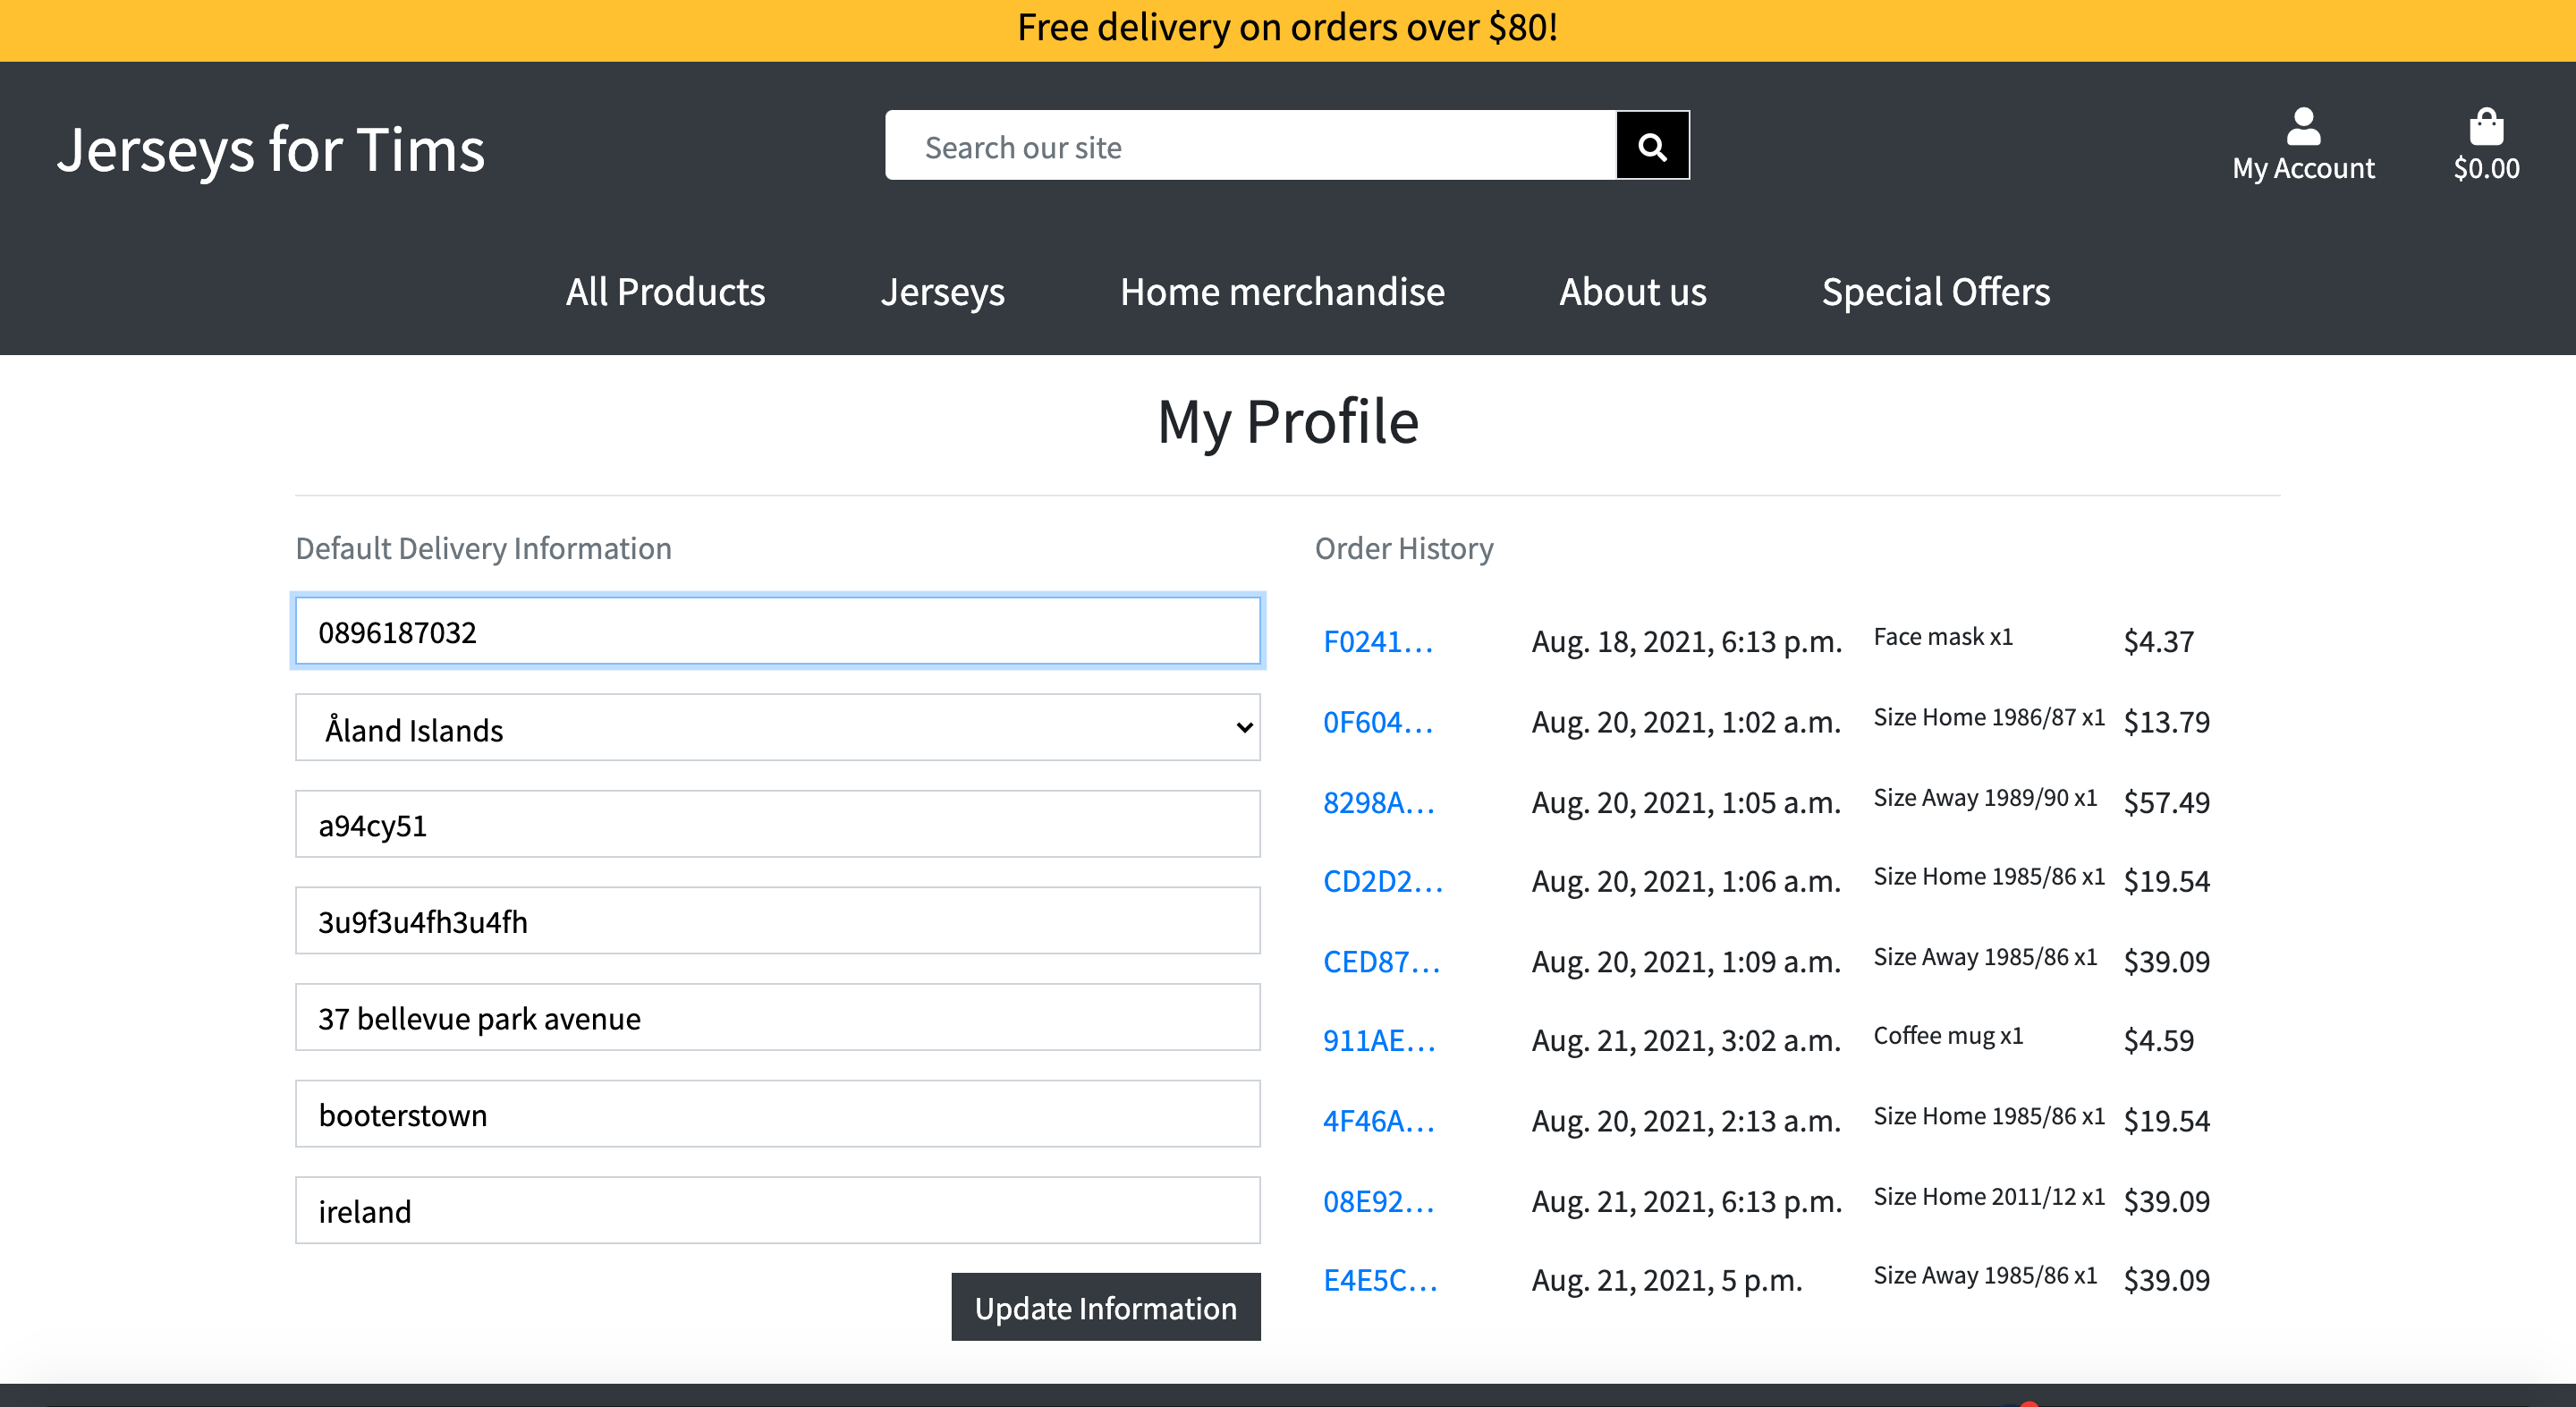 Free delivery on orders over $80!
Jerseys for Tims
Search our site
My Account
$0.00
All Products
Jerseys
Home merchandise
About us
Special Offers
My Profile
Default Delivery Information
0896187032
Åland Islands
a94cy51
3u9f3u4fh3u4fh
37 bellevue park avenue
booterstown
ireland
Update Information
Order History
F0241... Aug. 18, 2021, 6:13 p.m. Face mask x1 $4.37
0F604... Aug. 20, 2021, 1:02 a.m. Size Home 1986/87 x1 $13.79
8298A... Aug. 20, 2021, 1:05 a.m. Size Away 1989/90 x1 $57.49
CD2D2... Aug. 20, 2021, 1:06 a.m. Size Home 1985/86 x1 $19.54
CED87... Aug. 20, 2021, 1:09 a.m. Size Away 1985/86 x1 $39.09
911AE... Aug. 21, 2021, 3:02 a.m. Coffee mug x1 $4.59
4F46A... Aug. 20, 2021, 2:13 a.m. Size Home 1985/86 x1 $19.54
08E92... Aug. 21, 2021, 6:13 p.m. Size Home 2011/12 x1 $39.09
E4E5C... Aug. 21, 2021, 5 p.m. Size Away 1985/86 x1 $39.09